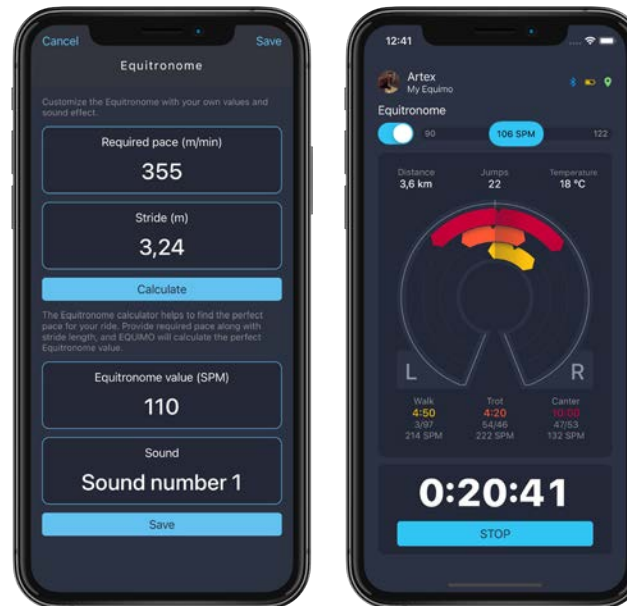 Cancel
Save
Equitronome
Customize the Equitronome with your own values and
sound effect.
Required pace (m/min)
355
Stride (m)
3,24
Calculate
The Equitronome calculator helps to find the perfect
pace for your ride. Provide required pace along with
stride length, and EQUIMO will calculate the perfect
Equitronome value.
Equitronome value (SPM)
110
Sound
Sound number 1
Save
12:41
Artex
My Equimo
Equitronome
90
106 SPM
122
Distance
Jumps
Temperature
3,6 km
22
18 °C
L
R
Walk
Trot
Canter
4:50
4:20
10:00
3/97
54/46
47/53
214 SPM
222 SPM
132 SPM
0:20:41
STOP